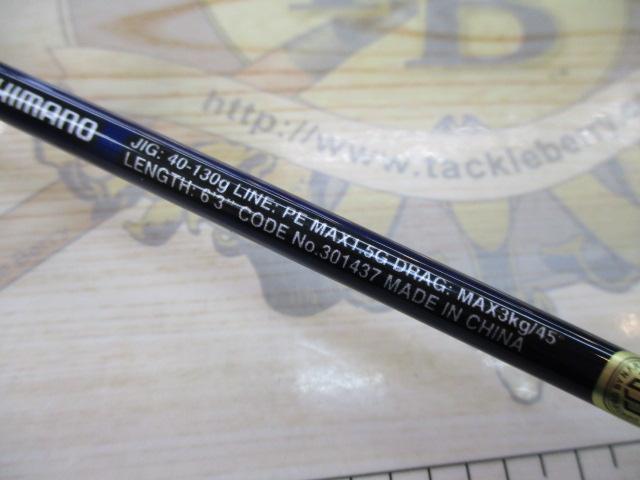 SHIMANO
JIG: 40-130g LINE: PE MAX1.5G DRAG: MAX3kg/45°
LENGTH: 6'3" CODE No.301437 MADE IN CHINA
B
http://www.tackleberry